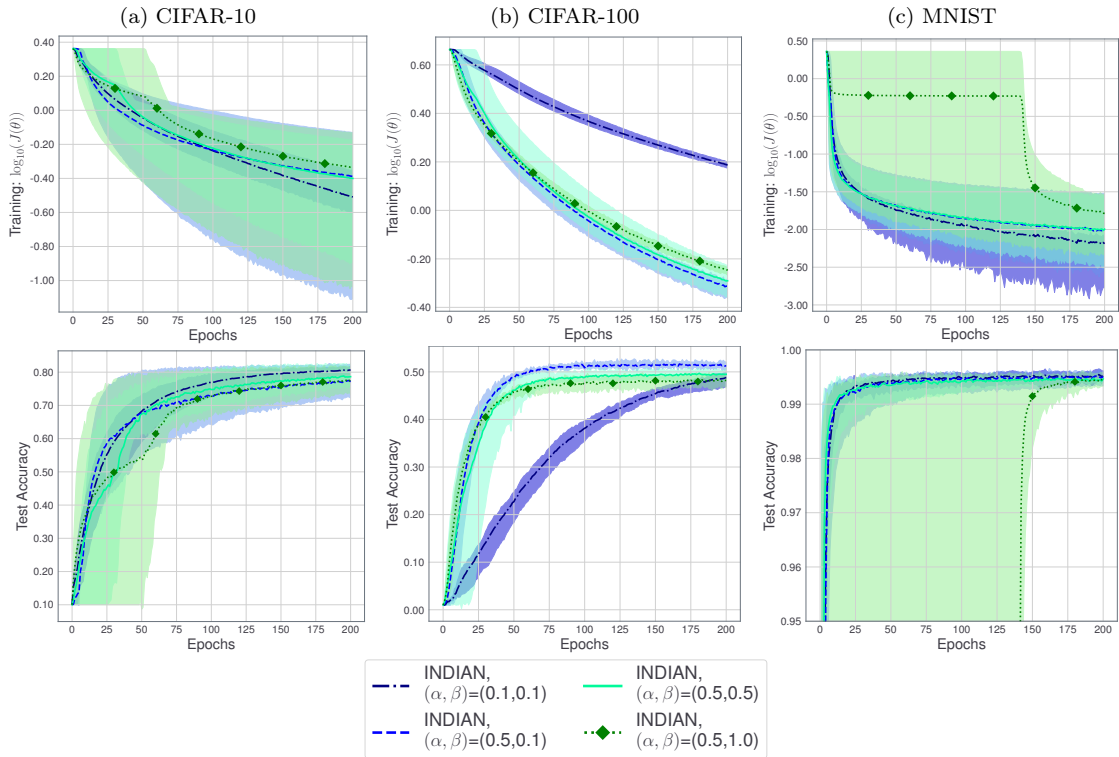 (a) CIFAR-10
(b) CIFAR-100
(c) MNIST
Training: log₁₀(J(θ))
0.40
0.20
0.00
-0.20
-0.40
-0.60
-0.80
-1.00
0 25 50 75 100 125 150 175 200
Epochs
Training: log₁₀(J(θ))
0.60
0.40
0.20
0.00
-0.20
-0.40
0 25 50 75 100 125 150 175 200
Epochs
Training: log₁₀(J(θ))
0.50
0.00
-0.50
-1.00
-1.50
-2.00
-2.50
-3.00
0 25 50 75 100 125 150 175 200
Epochs
Test Accuracy
0.80
0.70
0.60
0.50
0.40
0.30
0.20
0.10
0 25 50 75 100 125 150 175 200
Epochs
Test Accuracy
0.50
0.40
0.30
0.20
0.10
0.00
0 25 50 75 100 125 150 175 200
Epochs
Test Accuracy
1.00
0.99
0.98
0.97
0.96
0.95
0 25 50 75 100 125 150 175 200
Epochs
INDIAN,
(α, β)=(0.1,0.1)
INDIAN,
(α, β)=(0.5,0.1)
INDIAN,
(α, β)=(0.5,0.5)
INDIAN,
(α, β)=(0.5,1.0)